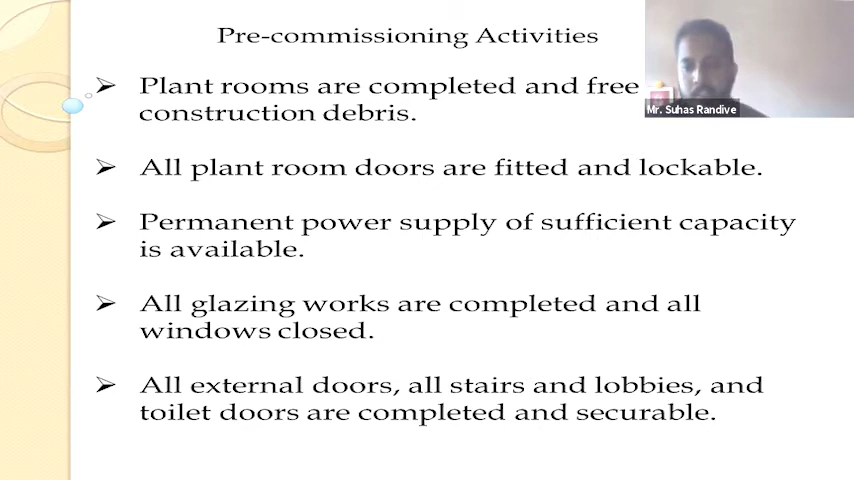 Pre-commissioning Activities
Plant rooms are completed and free
construction debris.
All plant room doors are fitted and lockable.
Permanent power supply of sufficient capacity
is available.
All glazing works are completed and all
windows closed.
All external doors, all stairs and lobbies, and
toilet doors are completed and securable.
Mr. Suhas Randive